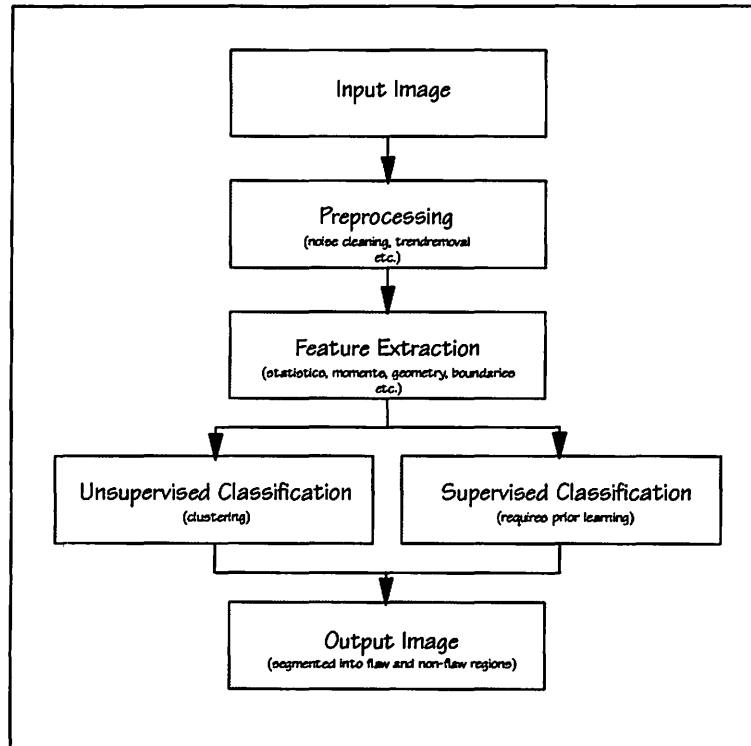 Input Image
Preprocessing
(noise cleaning, trendremoval
etc.)
Feature Extraction
(statistics, moments, geometry, boundaries
etc.)
Unsupervised Classification
(clustering)
Supervised Classification
(requires prior learning)
Output Image
(segmented into flaw and non-flaw regions)